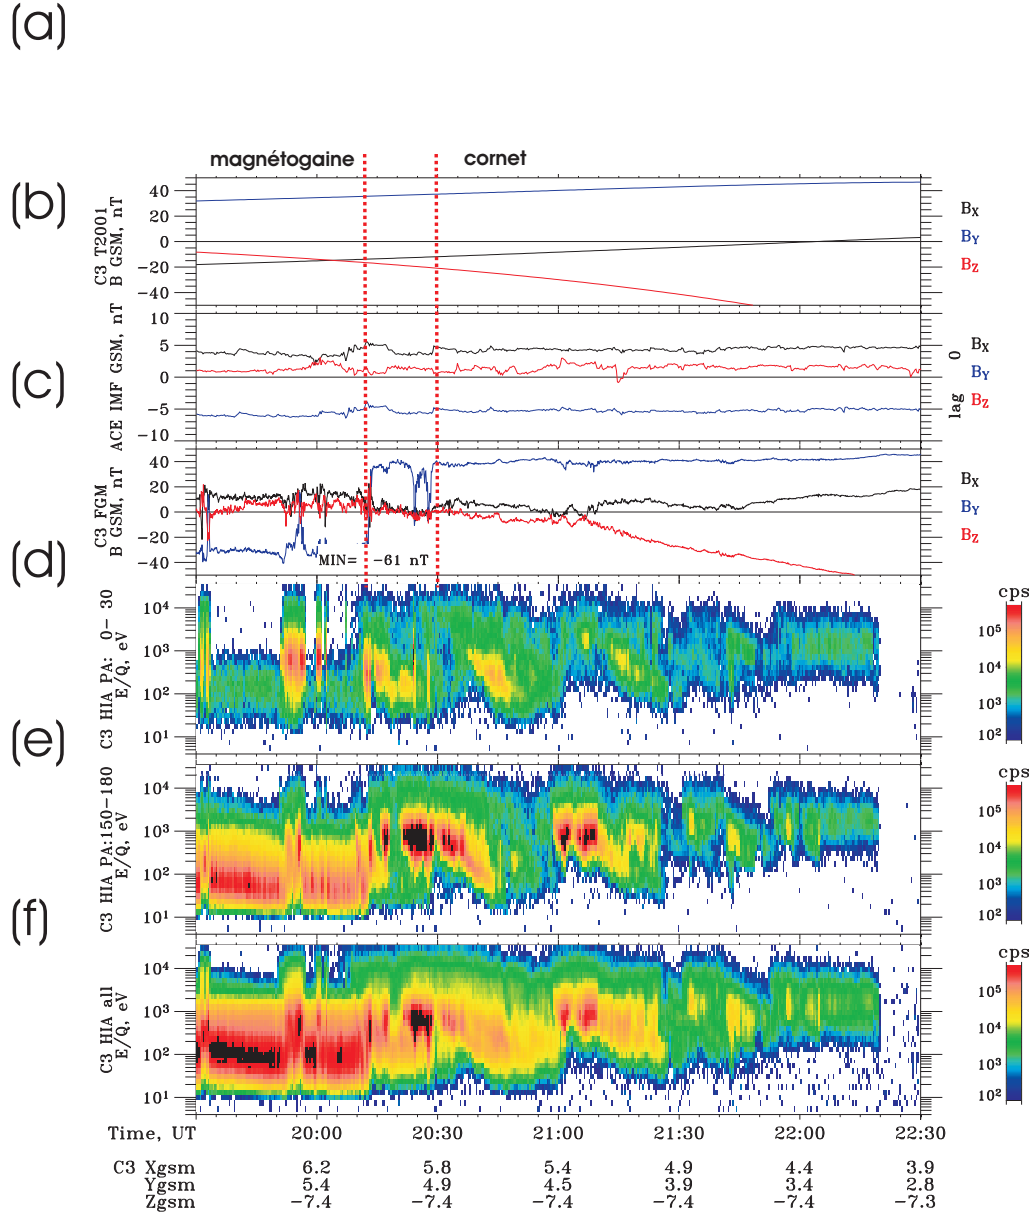 (a)
magnétogaine cornet
(b)
C3 T2001
B GSM, nT
40
20
0
−20
−40
BX
BY
BZ
(c)
ACE IMF GSM, nT
10
5
0
−5
−10
lag 0
BX
BY
BZ
C3 FGM
B GSM, nT
40
20
0
−20
−40
MIN= −61 nT
BX
BY
BZ
(d)
C3 HIA PA: 0− 30
E/Q, eV
10⁴
10³
10²
10¹
cps
10⁵
10⁴
10³
10²
(e)
C3 HIA PA:150−180
E/Q, eV
10⁴
10³
10²
10¹
cps
10⁵
10⁴
10³
10²
(f)
C3 HIA all
E/Q, eV
10⁴
10³
10²
10¹
cps
10⁵
10⁴
10³
10²
Time, UT 20:00 20:30 21:00 21:30 22:00 22:30
C3 Xgsm 6.2 5.8 5.4 4.9 4.4 3.9
Ygsm 5.4 4.9 4.5 3.9 3.4 2.8
Zgsm −7.4 −7.4 −7.4 −7.4 −7.4 −7.3